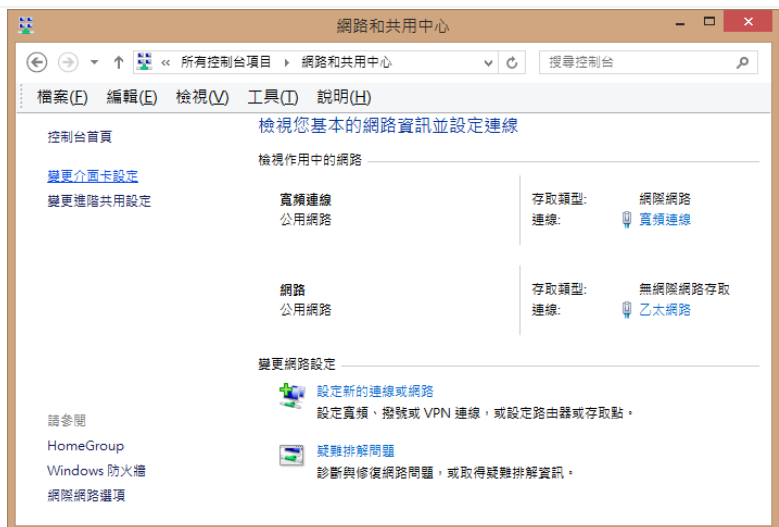 網路和共用中心
« 所有控制台項目 ▸ 網路和共用中心
搜尋控制台
檔案(F) 編輯(E) 檢視(V) 工具(T) 說明(H)
控制台首頁
變更介面卡設定
變更進階共用設定
檢視您基本的網路資訊並設定連線
檢視作用中的網路
寬頻連線
公用網路
存取類型: 網際網路
連線: 寬頻連線
網路
公用網路
存取類型: 無網際網路存取
連線: 乙太網路
變更網路設定
設定新的連線或網路
設定寬頻、撥號或 VPN 連線，或設定路由器或存取點。
疑難排解問題
診斷與修復網路問題，或取得疑難排解資訊。
請參閱
HomeGroup
Windows 防火牆
網際網路選項